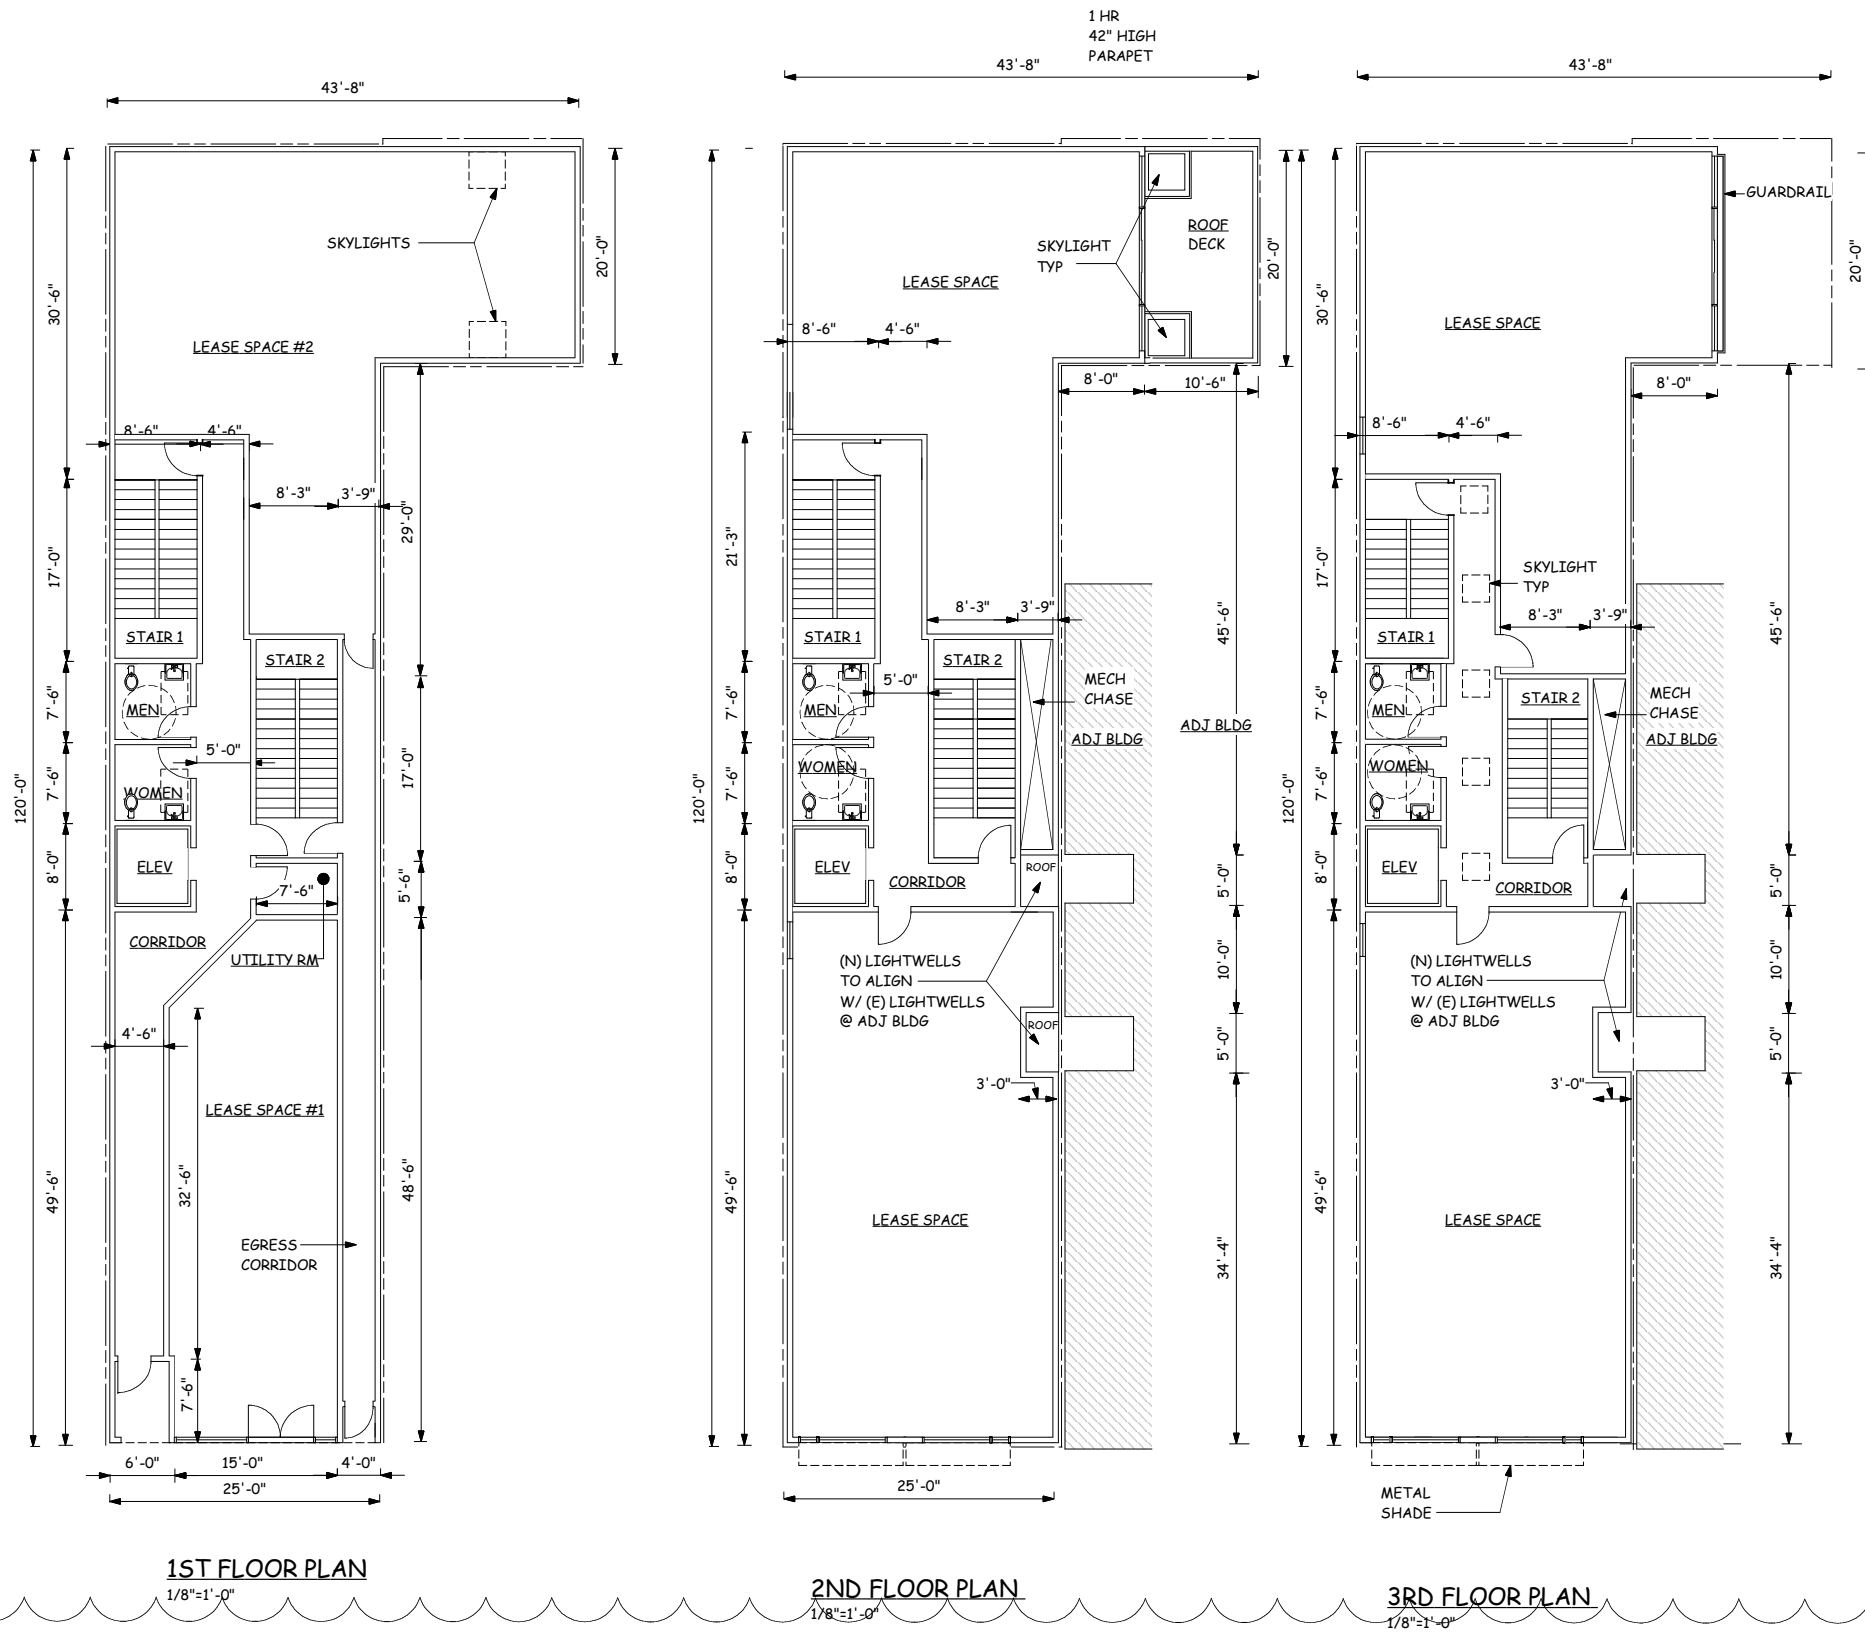 1 HR
42" HIGH
PARAPET
43'-8"
SKYLIGHTS
LEASE SPACE #2
20'-0"
30'-6"
8'-6"
4'-6"
8'-3"
3'-9"
29'-0"
17'-0"
STAIR 1
STAIR 2
MEN
7'-6"
5'-0"
WOMEN
7'-6"
17'-0"
120'-0"
ELEV
8'-0"
7'-6"
5'-6"
CORRIDOR
UTILITY RM
4'-6"
LEASE SPACE #1
32'-6"
49'-6"
48'-6"
EGRESS
CORRIDOR
7'-6"
6'-0"
15'-0"
4'-0"
25'-0"
1ST FLOOR PLAN
1/8"=1'-0"
43'-8"
ROOF
DECK
SKYLIGHT
TYP
20'-0"
LEASE SPACE
8'-6"
4'-6"
8'-0"
10'-6"
21'-3"
8'-3"
3'-9"
45'-6"
STAIR 1
STAIR 2
5'-0"
MECH
CHASE
MEN
7'-6"
ADJ BLDG
ADJ BLDG
WOMEN
7'-6"
120'-0"
ELEV
8'-0"
CORRIDOR
ROOF
5'-0"
(N) LIGHTWELLS
TO ALIGN
W/ (E) LIGHTWELLS
@ ADJ BLDG
10'-0"
ROOF
5'-0"
3'-0"
49'-6"
LEASE SPACE
34'-4"
25'-0"
2ND FLOOR PLAN
1/8"=1'-0"
43'-8"
GUARDRAIL
20'-0"
30'-6"
LEASE SPACE
8'-0"
8'-6"
4'-6"
17'-0"
SKYLIGHT
TYP
8'-3"
3'-9"
45'-6"
STAIR 1
STAIR 2
MECH
CHASE
MEN
7'-6"
ADJ BLDG
WOMEN
7'-6"
120'-0"
ELEV
8'-0"
CORRIDOR
5'-0"
(N) LIGHTWELLS
TO ALIGN
W/ (E) LIGHTWELLS
@ ADJ BLDG
10'-0"
5'-0"
3'-0"
49'-6"
LEASE SPACE
34'-4"
METAL
SHADE
3RD FLOOR PLAN
1/8"=1'-0"